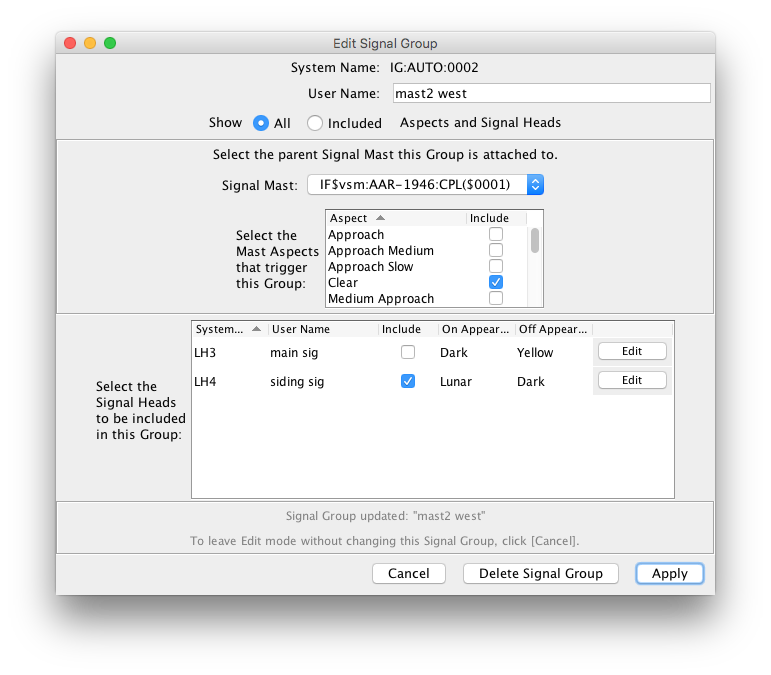 Edit Signal Group
System Name: IG:AUTO:0002
User Name: mast2 west
Show All Included Aspects and Signal Heads
Select the parent Signal Mast this Group is attached to.
Signal Mast: IF$vsm:AAR-1946:CPL($0001)
Select the
Mast Aspects
that trigger
this Group:
Aspect Include
Approach
Approach Medium
Approach Slow
Clear
Medium Approach
Select the
Signal Heads
to be included
in this Group:
System... User Name Include On Appear... Off Appear...
LH3 main sig Dark Yellow Edit
LH4 siding sig Lunar Dark Edit
Signal Group updated: "mast2 west"
To leave Edit mode without changing this Signal Group, click [Cancel].
Cancel Delete Signal Group Apply